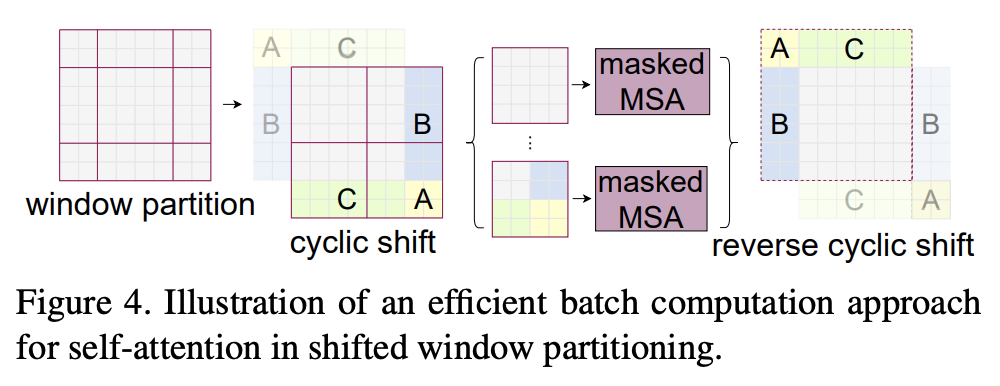 A C
B
B
C A
window partition
cyclic shift
masked
MSA
⋮
masked
MSA
A C
B B
C A
reverse cyclic shift
Figure 4. Illustration of an efficient batch computation approach
for self-attention in shifted window partitioning.